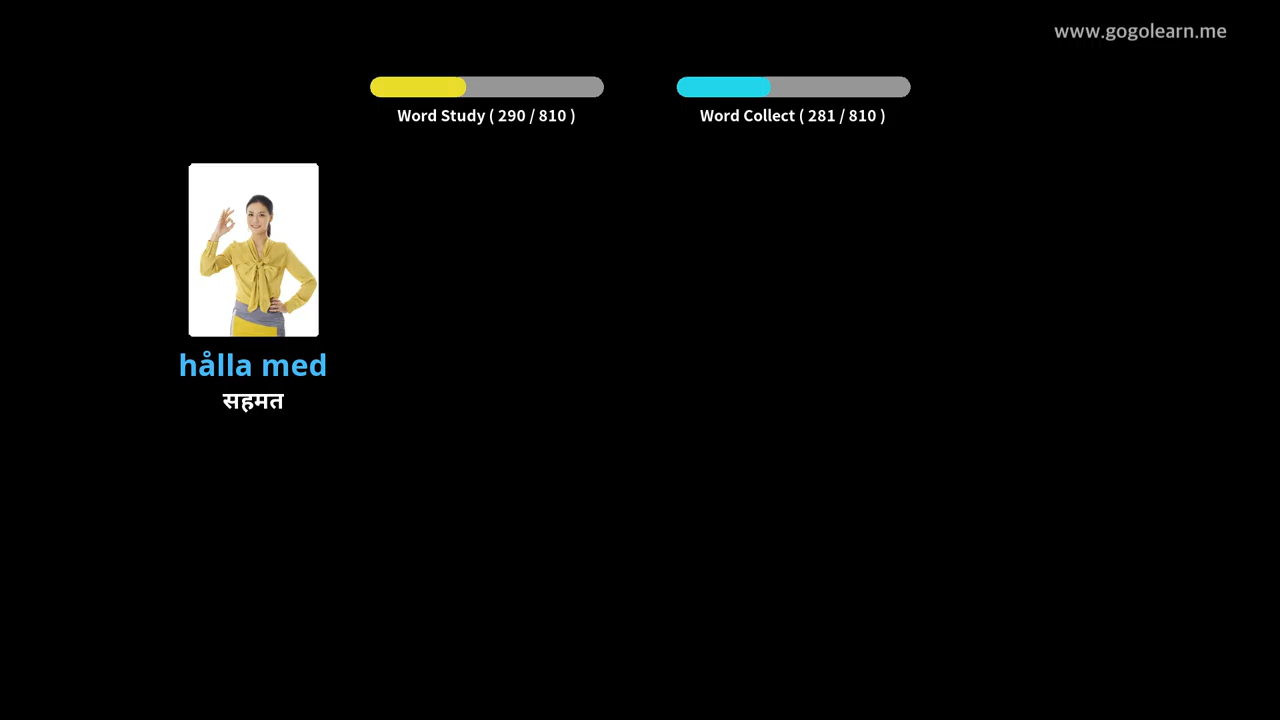 www.gogolearn.me
Word Study ( 290 / 810 )
Word Collect ( 281 / 810 )
hålla med
सहमत